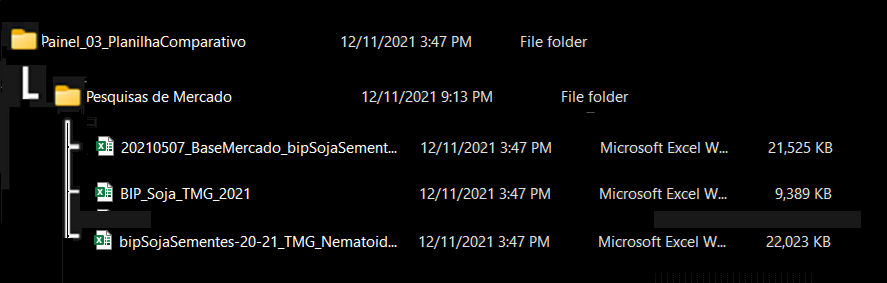 Painel_03_PlanilhaComparativo 12/11/2021 3:47 PM File folder
Pesquisas de Mercado 12/11/2021 9:13 PM File folder
20210507_BaseMercado_bipSojaSement... 12/11/2021 3:47 PM Microsoft Excel W... 21,525 KB
BIP_Soja_TMG_2021 12/11/2021 3:47 PM Microsoft Excel W... 9,389 KB
bipSojaSementes-20-21_TMG_Nematoid... 12/11/2021 3:47 PM Microsoft Excel W... 22,023 KB